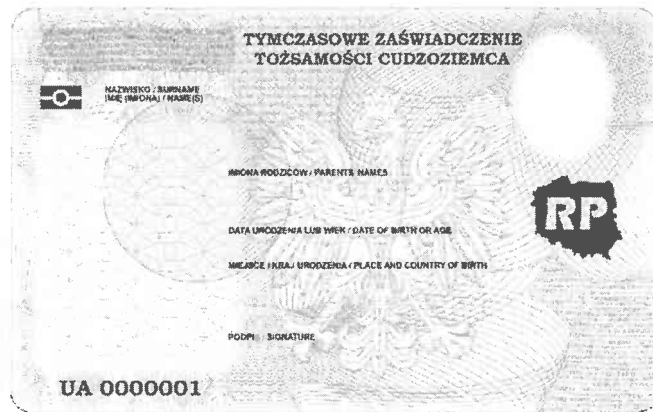 TYMCZASOWE ZAŚWIADCZENIE
TOŻSAMOŚCI CUDZOZIEMCA
NAZWISKO / SURNAME
IMIĘ (IMIONA) / NAME(S)
IMIONA RODZICÓW / PARENTS NAMES
RP
DATA URODZENIA LUB WIEK / DATE OF BIRTH OR AGE
MIEJSCE I KRAJ URODZENIA / PLACE AND COUNTRY OF BIRTH
PODPIS / SIGNATURE
UA 0000001